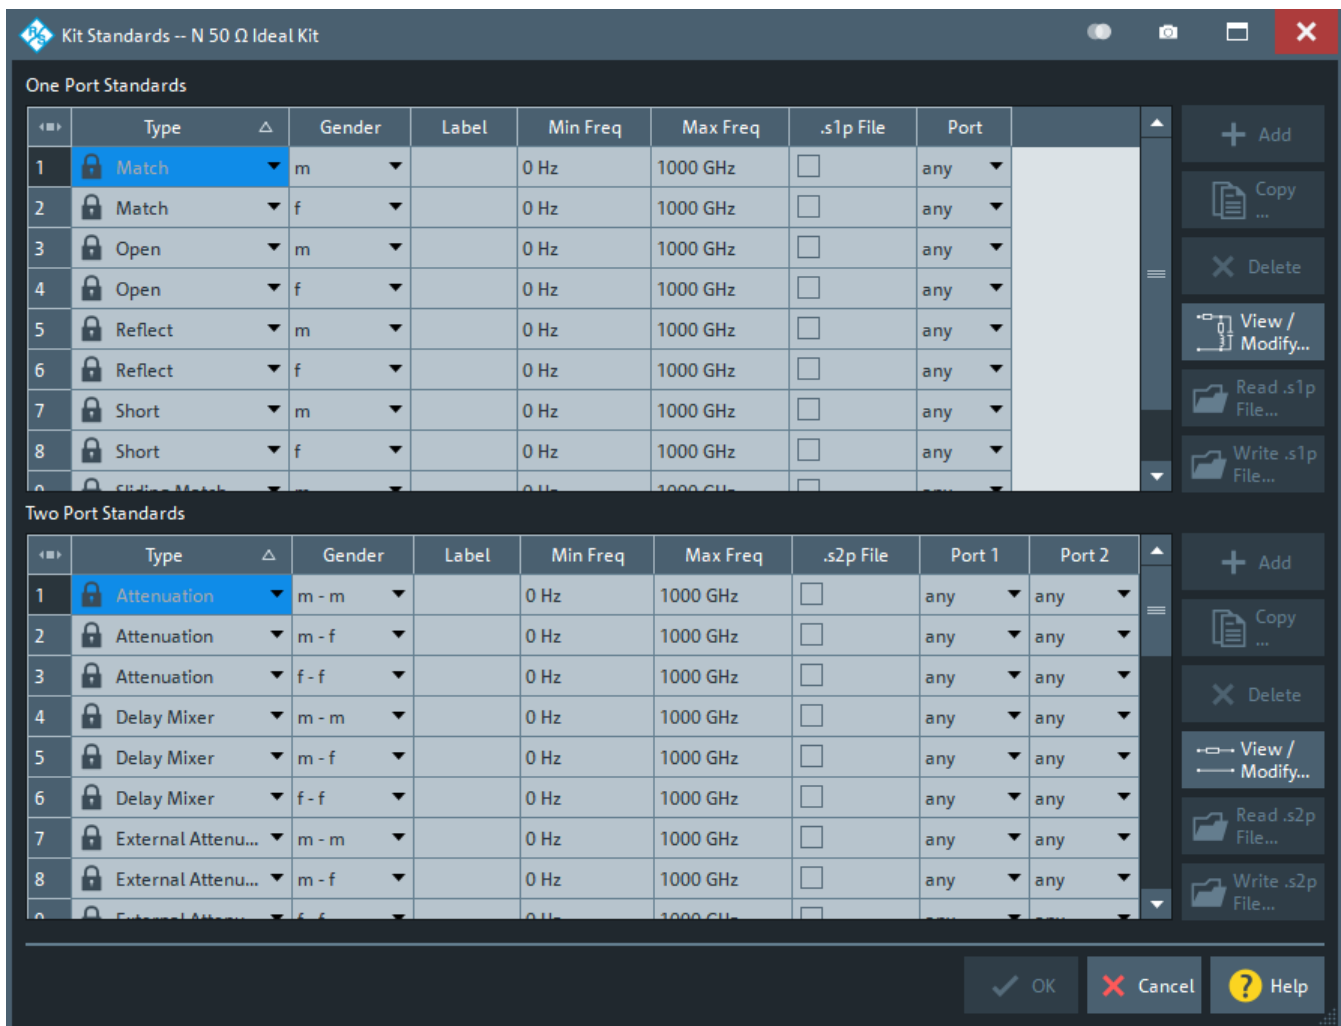 Kit Standards -- N 50 Ω Ideal Kit
One Port Standards
Type Gender Label Min Freq Max Freq .s1p File Port
1 Match m 0 Hz 1000 GHz any
2 Match f 0 Hz 1000 GHz any
3 Open m 0 Hz 1000 GHz any
4 Open f 0 Hz 1000 GHz any
5 Reflect m 0 Hz 1000 GHz any
6 Reflect f 0 Hz 1000 GHz any
7 Short m 0 Hz 1000 GHz any
8 Short f 0 Hz 1000 GHz any
Sliding Match
Add
Copy
...
Delete
View /
Modify...
Read .s1p
File...
Write .s1p
File...
Two Port Standards
Type Gender Label Min Freq Max Freq .s2p File Port 1 Port 2
1 Attenuation m - m 0 Hz 1000 GHz any any
2 Attenuation m - f 0 Hz 1000 GHz any any
3 Attenuation f - f 0 Hz 1000 GHz any any
4 Delay Mixer m - m 0 Hz 1000 GHz any any
5 Delay Mixer m - f 0 Hz 1000 GHz any any
6 Delay Mixer f - f 0 Hz 1000 GHz any any
7 External Attenu... m - m 0 Hz 1000 GHz any any
8 External Attenu... m - f 0 Hz 1000 GHz any any
Add
Copy
...
Delete
View /
Modify...
Read .s2p
File...
Write .s2p
File...
OK Cancel ? Help